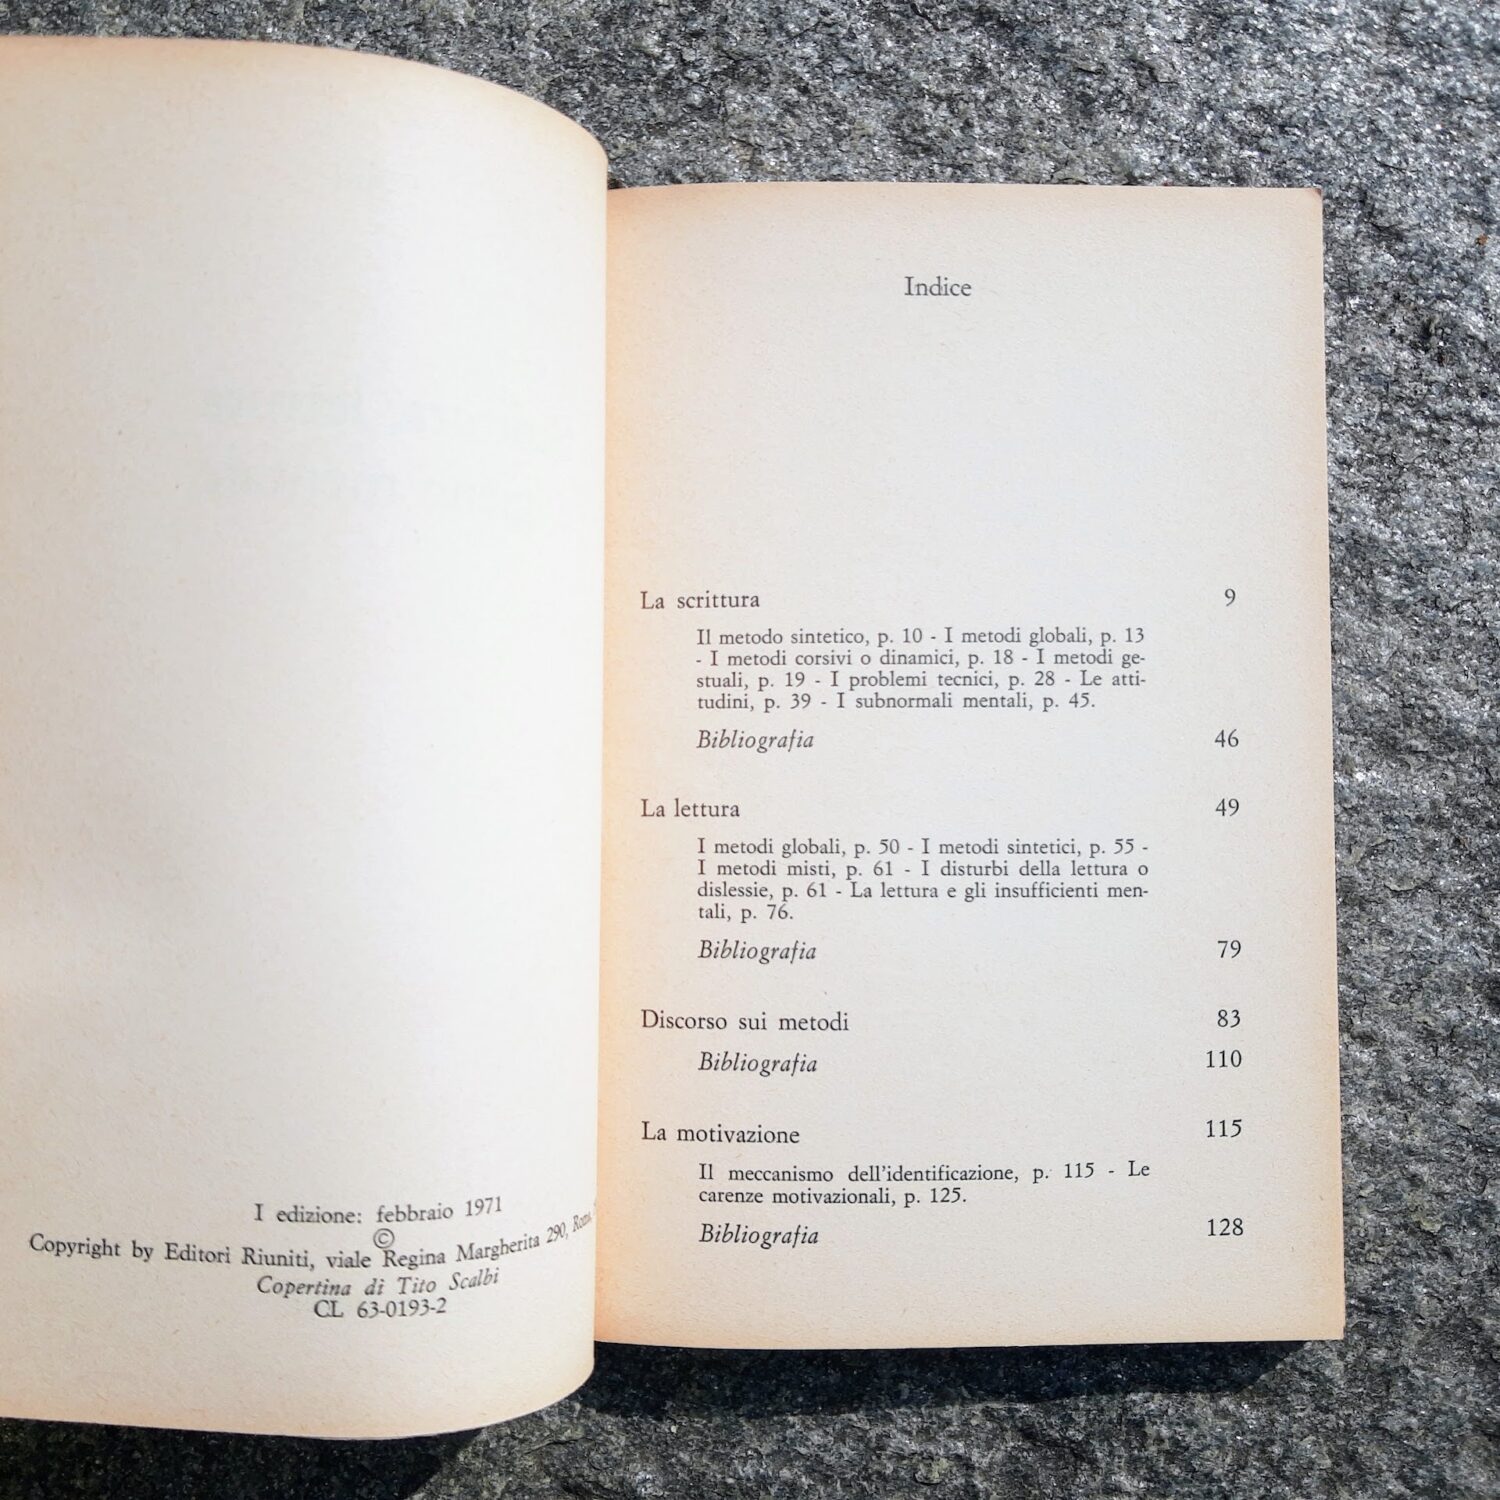 I edizione: febbraio 1971
©
Copyright by Editori Riuniti, viale Regina Margherita 290, Roma,
Copertina di Tito Scalbi
CL 63-0193-2
Indice
La scrittura 9
Il metodo sintetico, p. 10 - I metodi globali, p. 13
- I metodi corsivi o dinamici, p. 18 - I metodi ge-
stuali, p. 19 - I problemi tecnici, p. 28 - Le atti-
tudini, p. 39 - I subnormali mentali, p. 45.
Bibliografia 46
La lettura 49
I metodi globali, p. 50 - I metodi sintetici, p. 55 -
I metodi misti, p. 61 - I disturbi della lettura o
dislessie, p. 61 - La lettura e gli insufficienti men-
tali, p. 76.
Bibliografia 79
Discorso sui metodi 83
Bibliografia 110
La motivazione 115
Il meccanismo dell'identificazione, p. 115 - Le
carenze motivazionali, p. 125.
Bibliografia 128